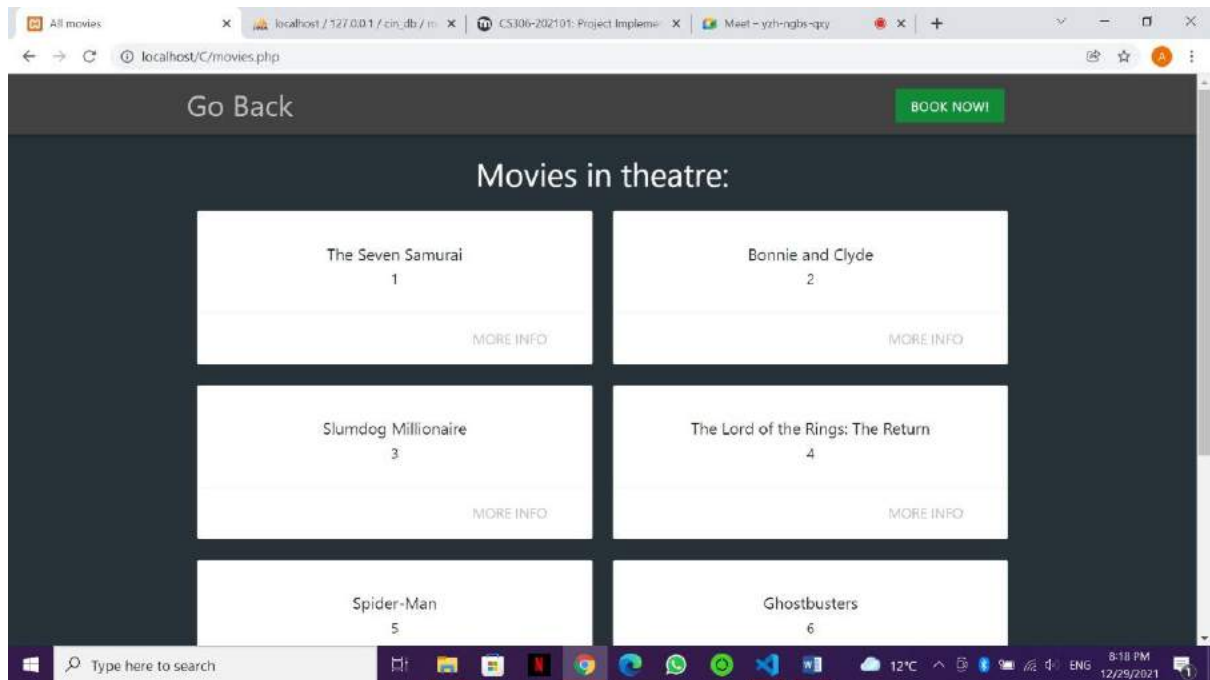 All movies
localhost / 127.0.0.1 / cin_db / m
CS306-202101: Project Impleme
Meet – yzh-ngbs-qxy
localhost/C/movies.php
A
Go Back
BOOK NOW!
Movies in theatre:
The Seven Samurai
1
MORE INFO
Bonnie and Clyde
2
MORE INFO
Slumdog Millionaire
3
MORE INFO
The Lord of the Rings: The Return
4
MORE INFO
Spider-Man
5
Ghostbusters
6
Type here to search
12°C
ENG
8:18 PM
12/29/2021
1